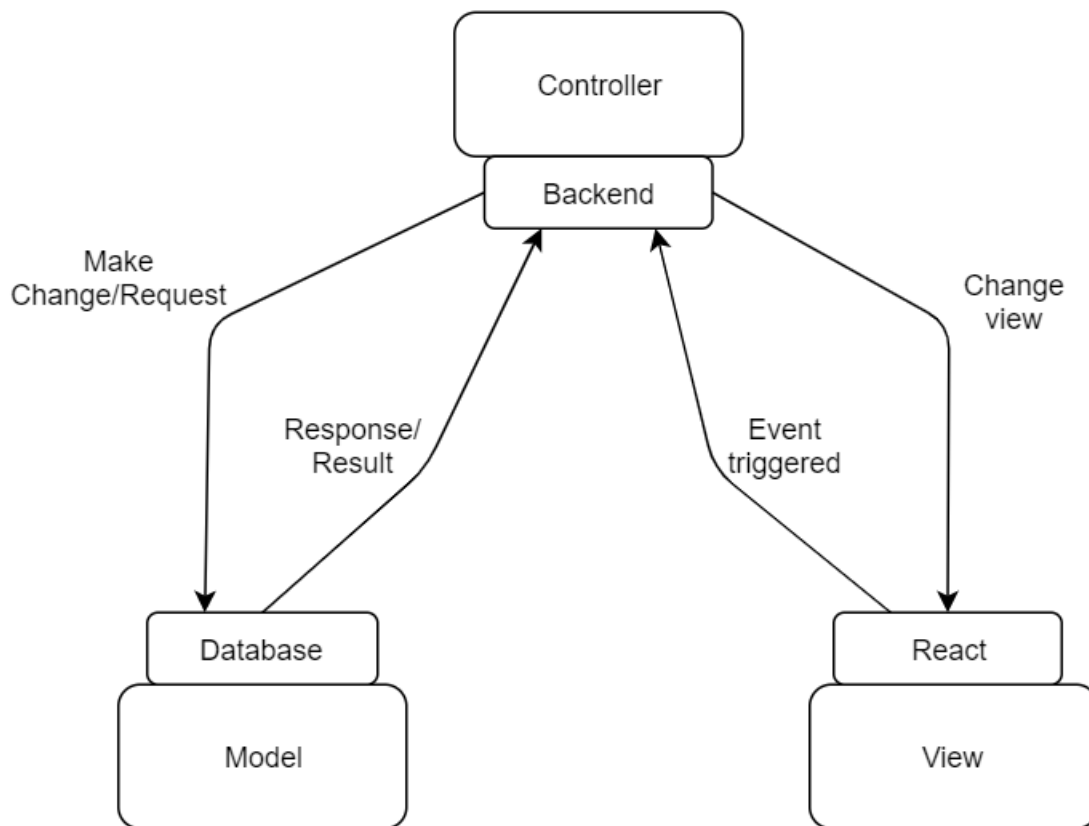 Controller
Backend
Make
Change/Request
Change
view
Response/
Result
Event
triggered
Database
React
Model
View